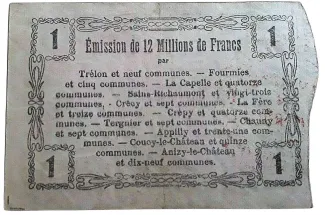 1 Émission de 12 Millions de Francs 1
par
Trélon et neuf communes. — Fourmies
et cinq communes. — La Capelle et quatorze
communes. — Sains-Richaumont et vingt-trois
communes. - Crécy et sept communes. — La Fère
et treize communes. — Crépy et quatorze com-
munes. — Tergnier et sept communes. — Chauny
et sept communes. — Appilly et trente-une com-
munes. — Coucy-le-Château et quinze
communes. — Anizy-le-Château
et dix-neuf communes.
1 1